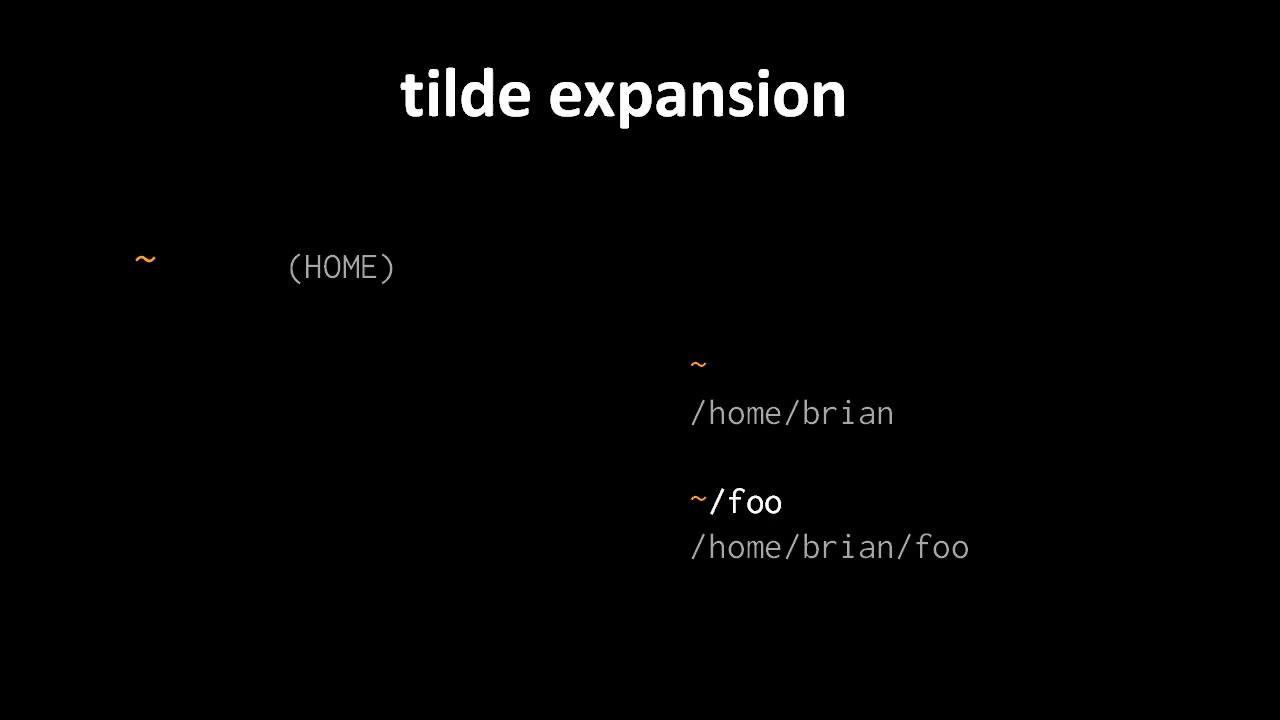 tilde expansion
~ (HOME)
~
/home/brian
~/foo
/home/brian/foo